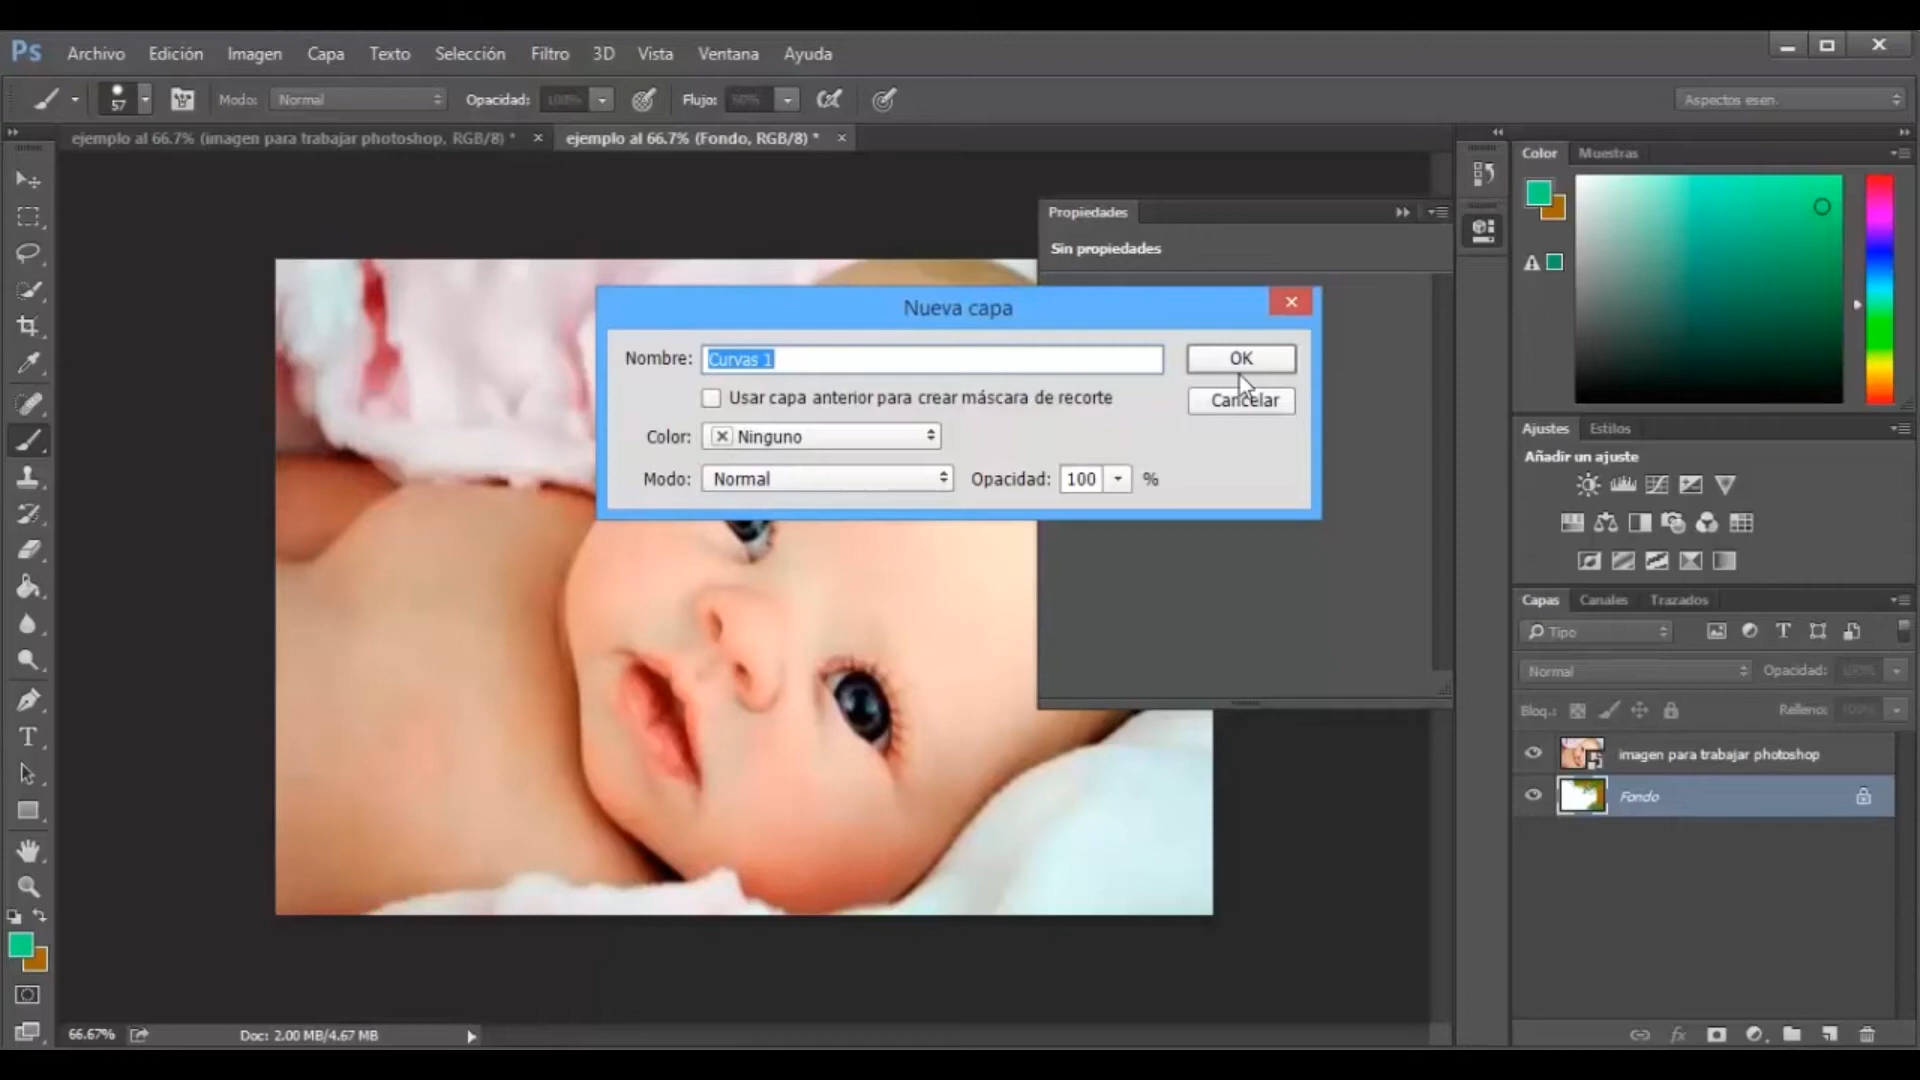 Ps Archivo Edición Imagen Capa Texto Selección Filtro 3D Vista Ventana Ayuda
57 Modo: Normal Opacidad: 100% Flujo: Aspectos esen.
ejemplo al 66.7% (imagen para trabajar photoshop, RGB/8) * × ejemplo al 66.7% (Fondo, RGB/8) * ×
Color Muestras
Propiedades
Sin propiedades
Nueva capa
Nombre: Curvas 1 OK
Usar capa anterior para crear máscara de recorte Cancelar
Color: Ninguno
Modo: Normal Opacidad: 100 %
Ajustes Estilos
Añadir un ajuste
Capas Canales Trazados
Tipo
Normal Opacidad: 100%
Bloq.: Relleno: 100%
imagen para trabajar photoshop
Fondo
66.67% Doc: 2.00 MB/4.67 MB